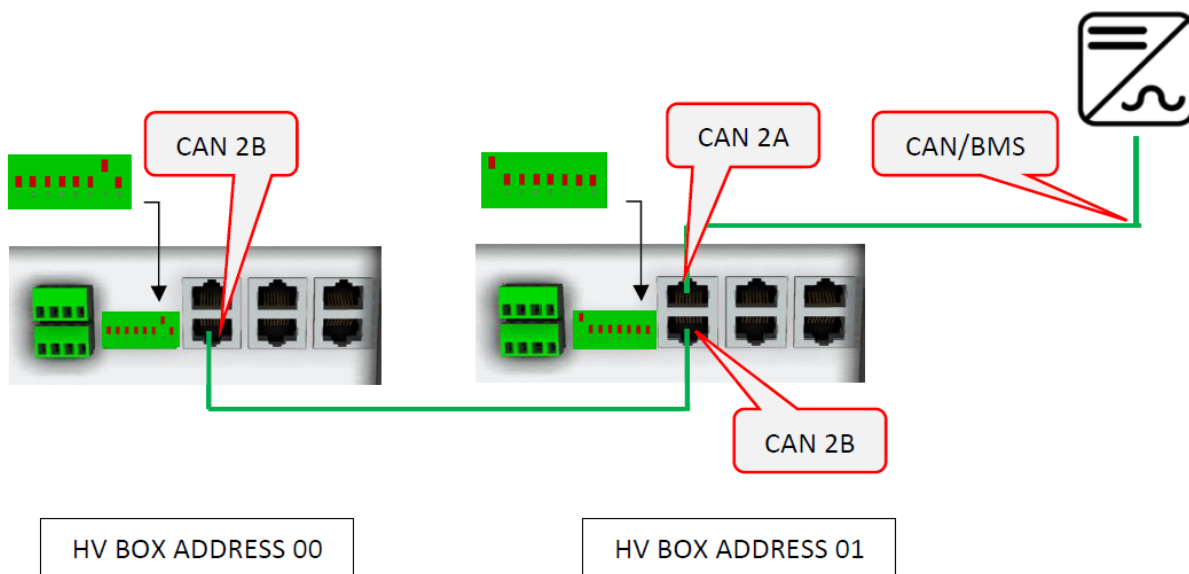 CAN 2B
CAN 2A
CAN/BMS
CAN 2B
HV BOX ADDRESS 00
HV BOX ADDRESS 01